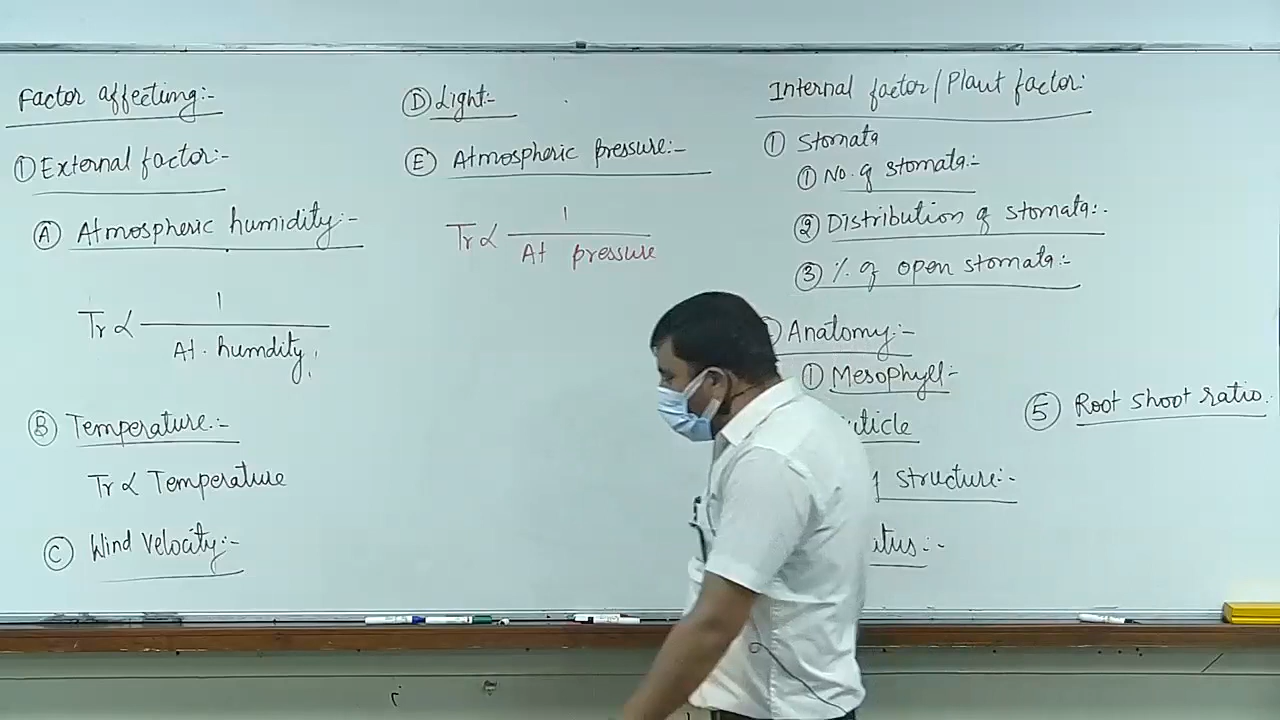 Factor affecting:-
① External factor:-
Ⓐ Atmospheric humidity:-
Tr ∝ 1
At. humdity
Ⓑ Temperature:-
Tr ∝ Temperature
Ⓒ Wind Velocity:-
Ⓓ Light:-
Ⓔ Atmospheric pressure:-
Tr ∝ 1
At pressure
Internal factor/Plant factor:
① Stomata
① No. of stomata:-
② Distribution of stomata:-
③ % of open stomata:-
Anatomy:-
① Mesophyll-
structure:-
⑤ Root Shoot ratio.